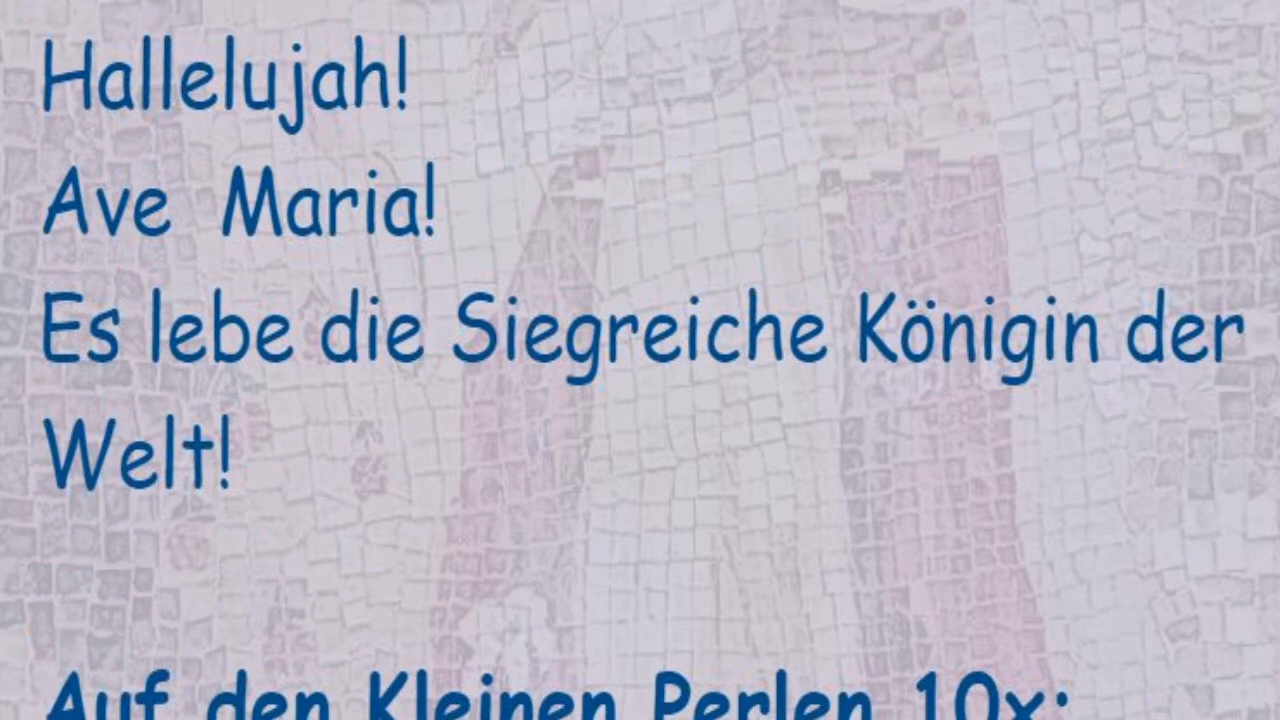 Hallelujah!
Ave Maria!
Es lebe die Siegreiche Königin der
Welt!
Auf den Kleinen Perlen 10x: